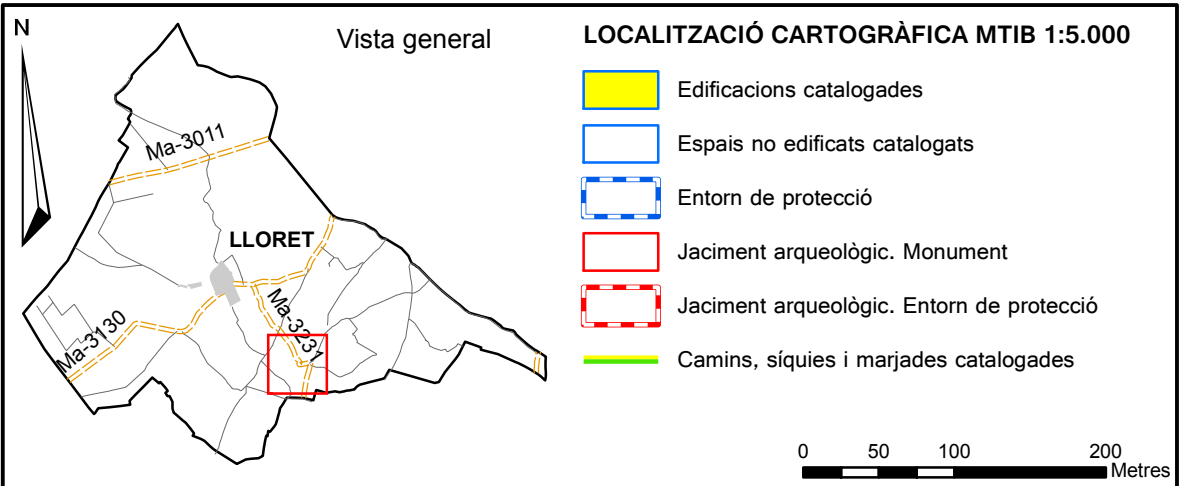 N
Vista general
Ma-3011
LLORET
Ma-3231
Ma-3130
LOCALITZACIÓ CARTOGRÀFICA MTIB 1:5.000
Edificacions catalogades
Espais no edificats catalogats
Entorn de protecció
Jaciment arqueològic. Monument
Jaciment arqueològic. Entorn de protecció
Camins, síquies i marjades catalogades
0 50 100 200
Metres